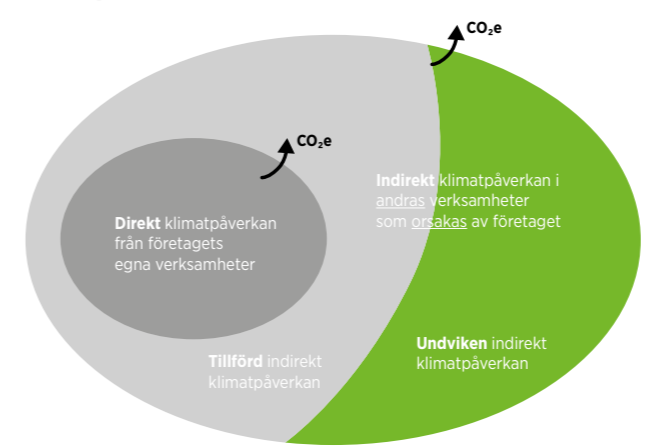 CO₂e
CO₂e
Indirekt klimatpåverkan i
andras verksamheter
som orsakas av företaget
Direkt klimatpåverkan
från företagets
egna verksamheter
Undviken indirekt
klimatpåverkan
Tillförd indirekt
klimatpåverkan